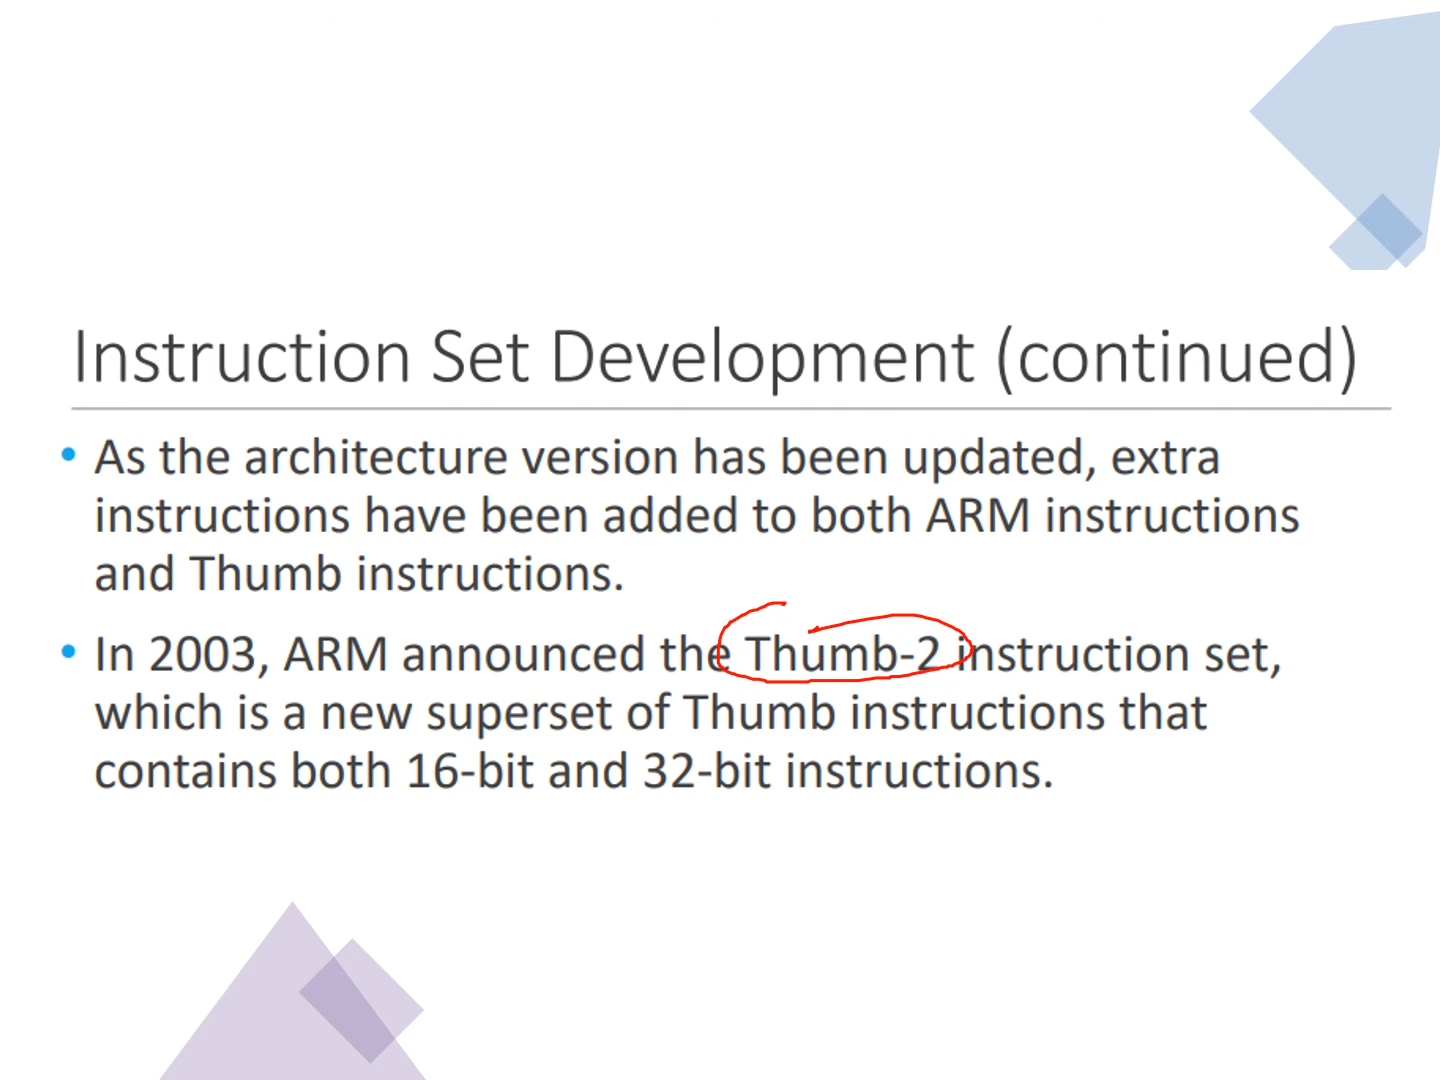 Instruction Set Development (continued)
• As the architecture version has been updated, extra
instructions have been added to both ARM instructions
and Thumb instructions.
• In 2003, ARM announced the Thumb-2 instruction set,
which is a new superset of Thumb instructions that
contains both 16-bit and 32-bit instructions.